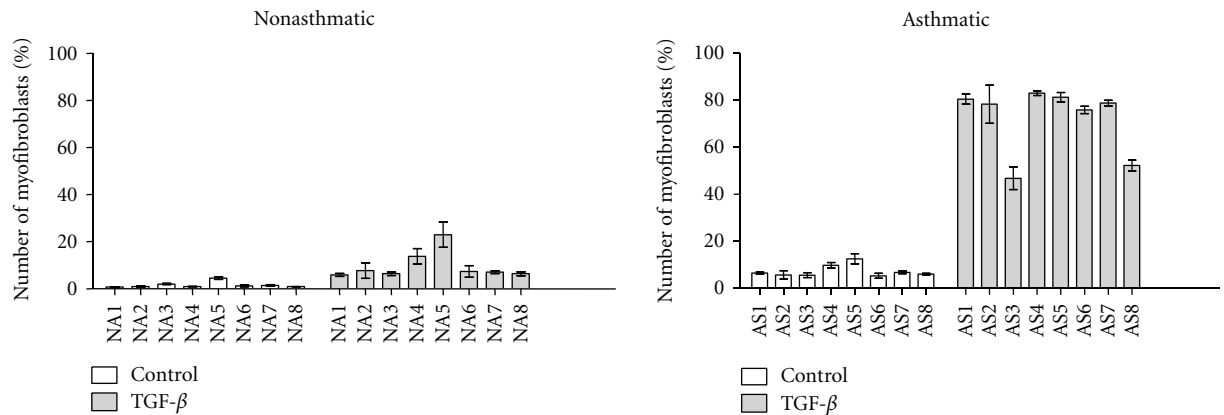 Nonasthmatic
Number of myofibroblasts (%)
100
80
60
40
20
0
NA1
NA2
NA3
NA4
NA5
NA6
NA7
NA8
NA1
NA2
NA3
NA4
NA5
NA6
NA7
NA8
Control
TGF-β
Asthmatic
Number of myofibroblasts (%)
100
80
60
40
20
0
AS1
AS2
AS3
AS4
AS5
AS6
AS7
AS8
AS1
AS2
AS3
AS4
AS5
AS6
AS7
AS8
Control
TGF-β